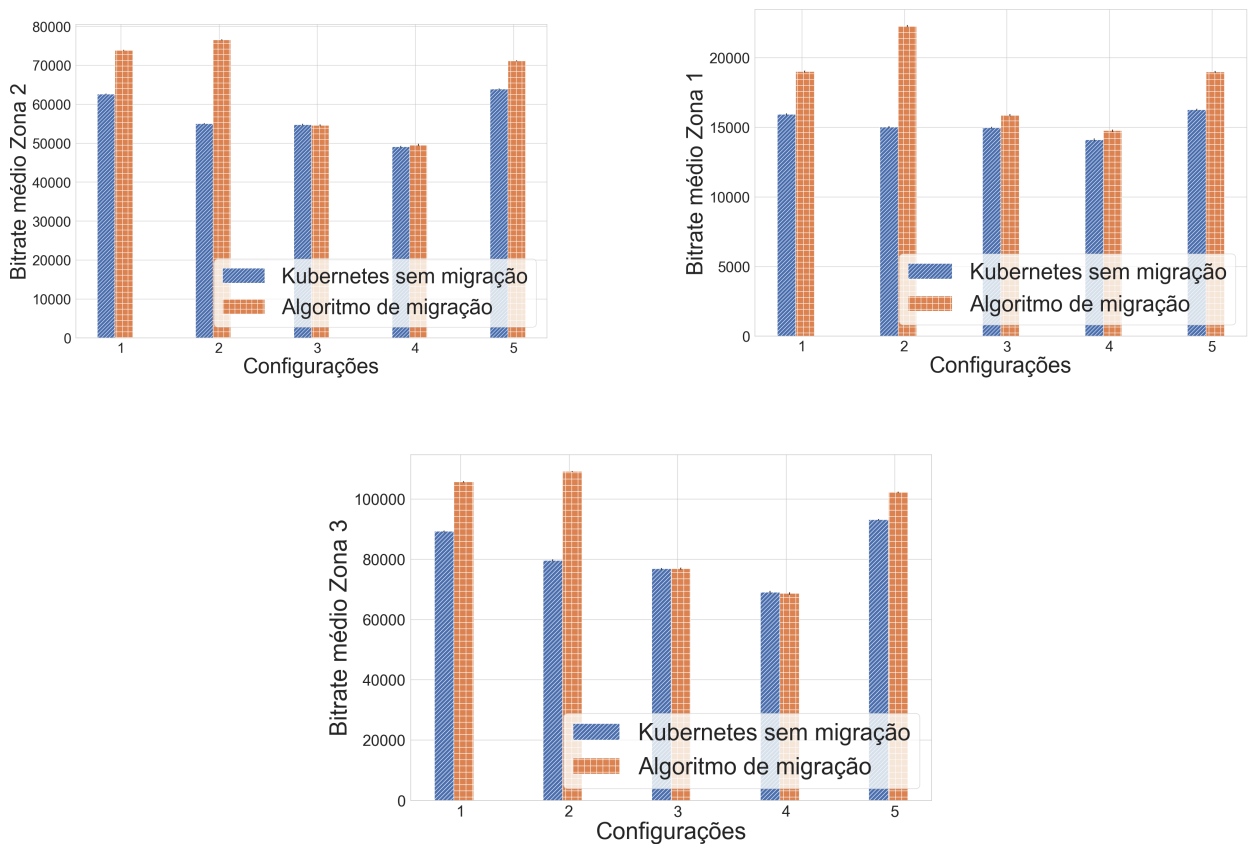 Bitrate médio Zona 2
80000
70000
60000
50000
40000
30000
20000
10000
0
Kubernetes sem migração
Algoritmo de migração
1 2 3 4 5
Configurações
Bitrate médio Zona 1
20000
15000
10000
5000
0
Kubernetes sem migração
Algoritmo de migração
1 2 3 4 5
Configurações
Bitrate médio Zona 3
100000
80000
60000
40000
20000
0
Kubernetes sem migração
Algoritmo de migração
1 2 3 4 5
Configurações